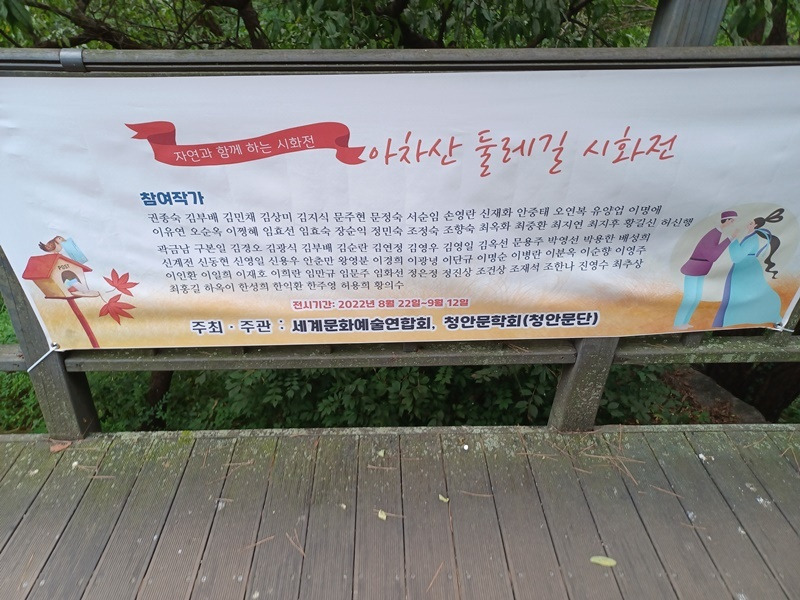 자연과 함께 하는 시화전
아차산 둘레길 시화전
참여작가
권종숙 김부배 김민채 김상미 김지식 문주현 문정숙 서순임 손영란 신재화 안중태 오연복 유양업 이명애
이유연 오순옥 이쩡혜 임효선 임효숙 장순익 정민숙 조정숙 조향숙 최옥화 최중환 최지연 최지후 황길신 허신행
곽금남 구본일 김경오 김광식 김부배 김순란 김연정 김영우 김영일 김옥선 문용주 박영선 박용한 배성희
신계전 신동현 신영일 신용우 안춘만 왕영분 이경희 이광녕 이단규 이명순 이병란 이분옥 이순향 이영주
이인환 이일희 이재호 이희란 임만규 임문주 임화선 정은정 정진상 조건상 조재석 조한나 진영수 최추상
최홍길 하옥이 한성희 한익환 한주영 허용희 황의수
전시기간: 2022년 8월 22일~9월 12일
주최 · 주관 : 세계문화예술연합회, 청안문학회(청안문단)
POST